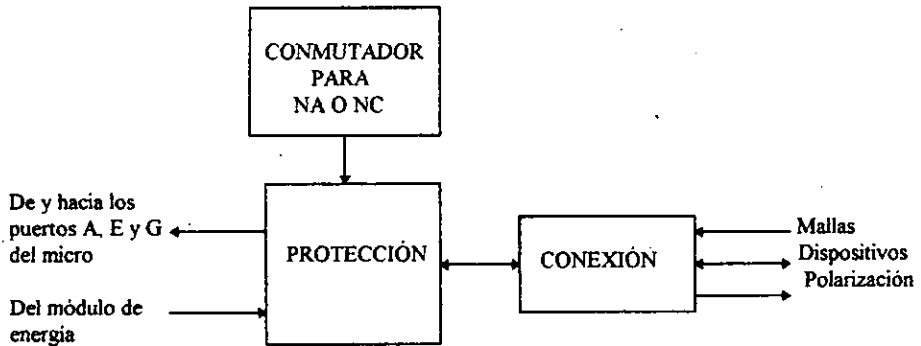 CONMUTADOR
PARA
NA O NC
De y hacia los
puertos A, E y G
del micro
PROTECCIÓN
Del módulo de
energía
CONEXIÓN
Mallas
Dispositivos
Polarización